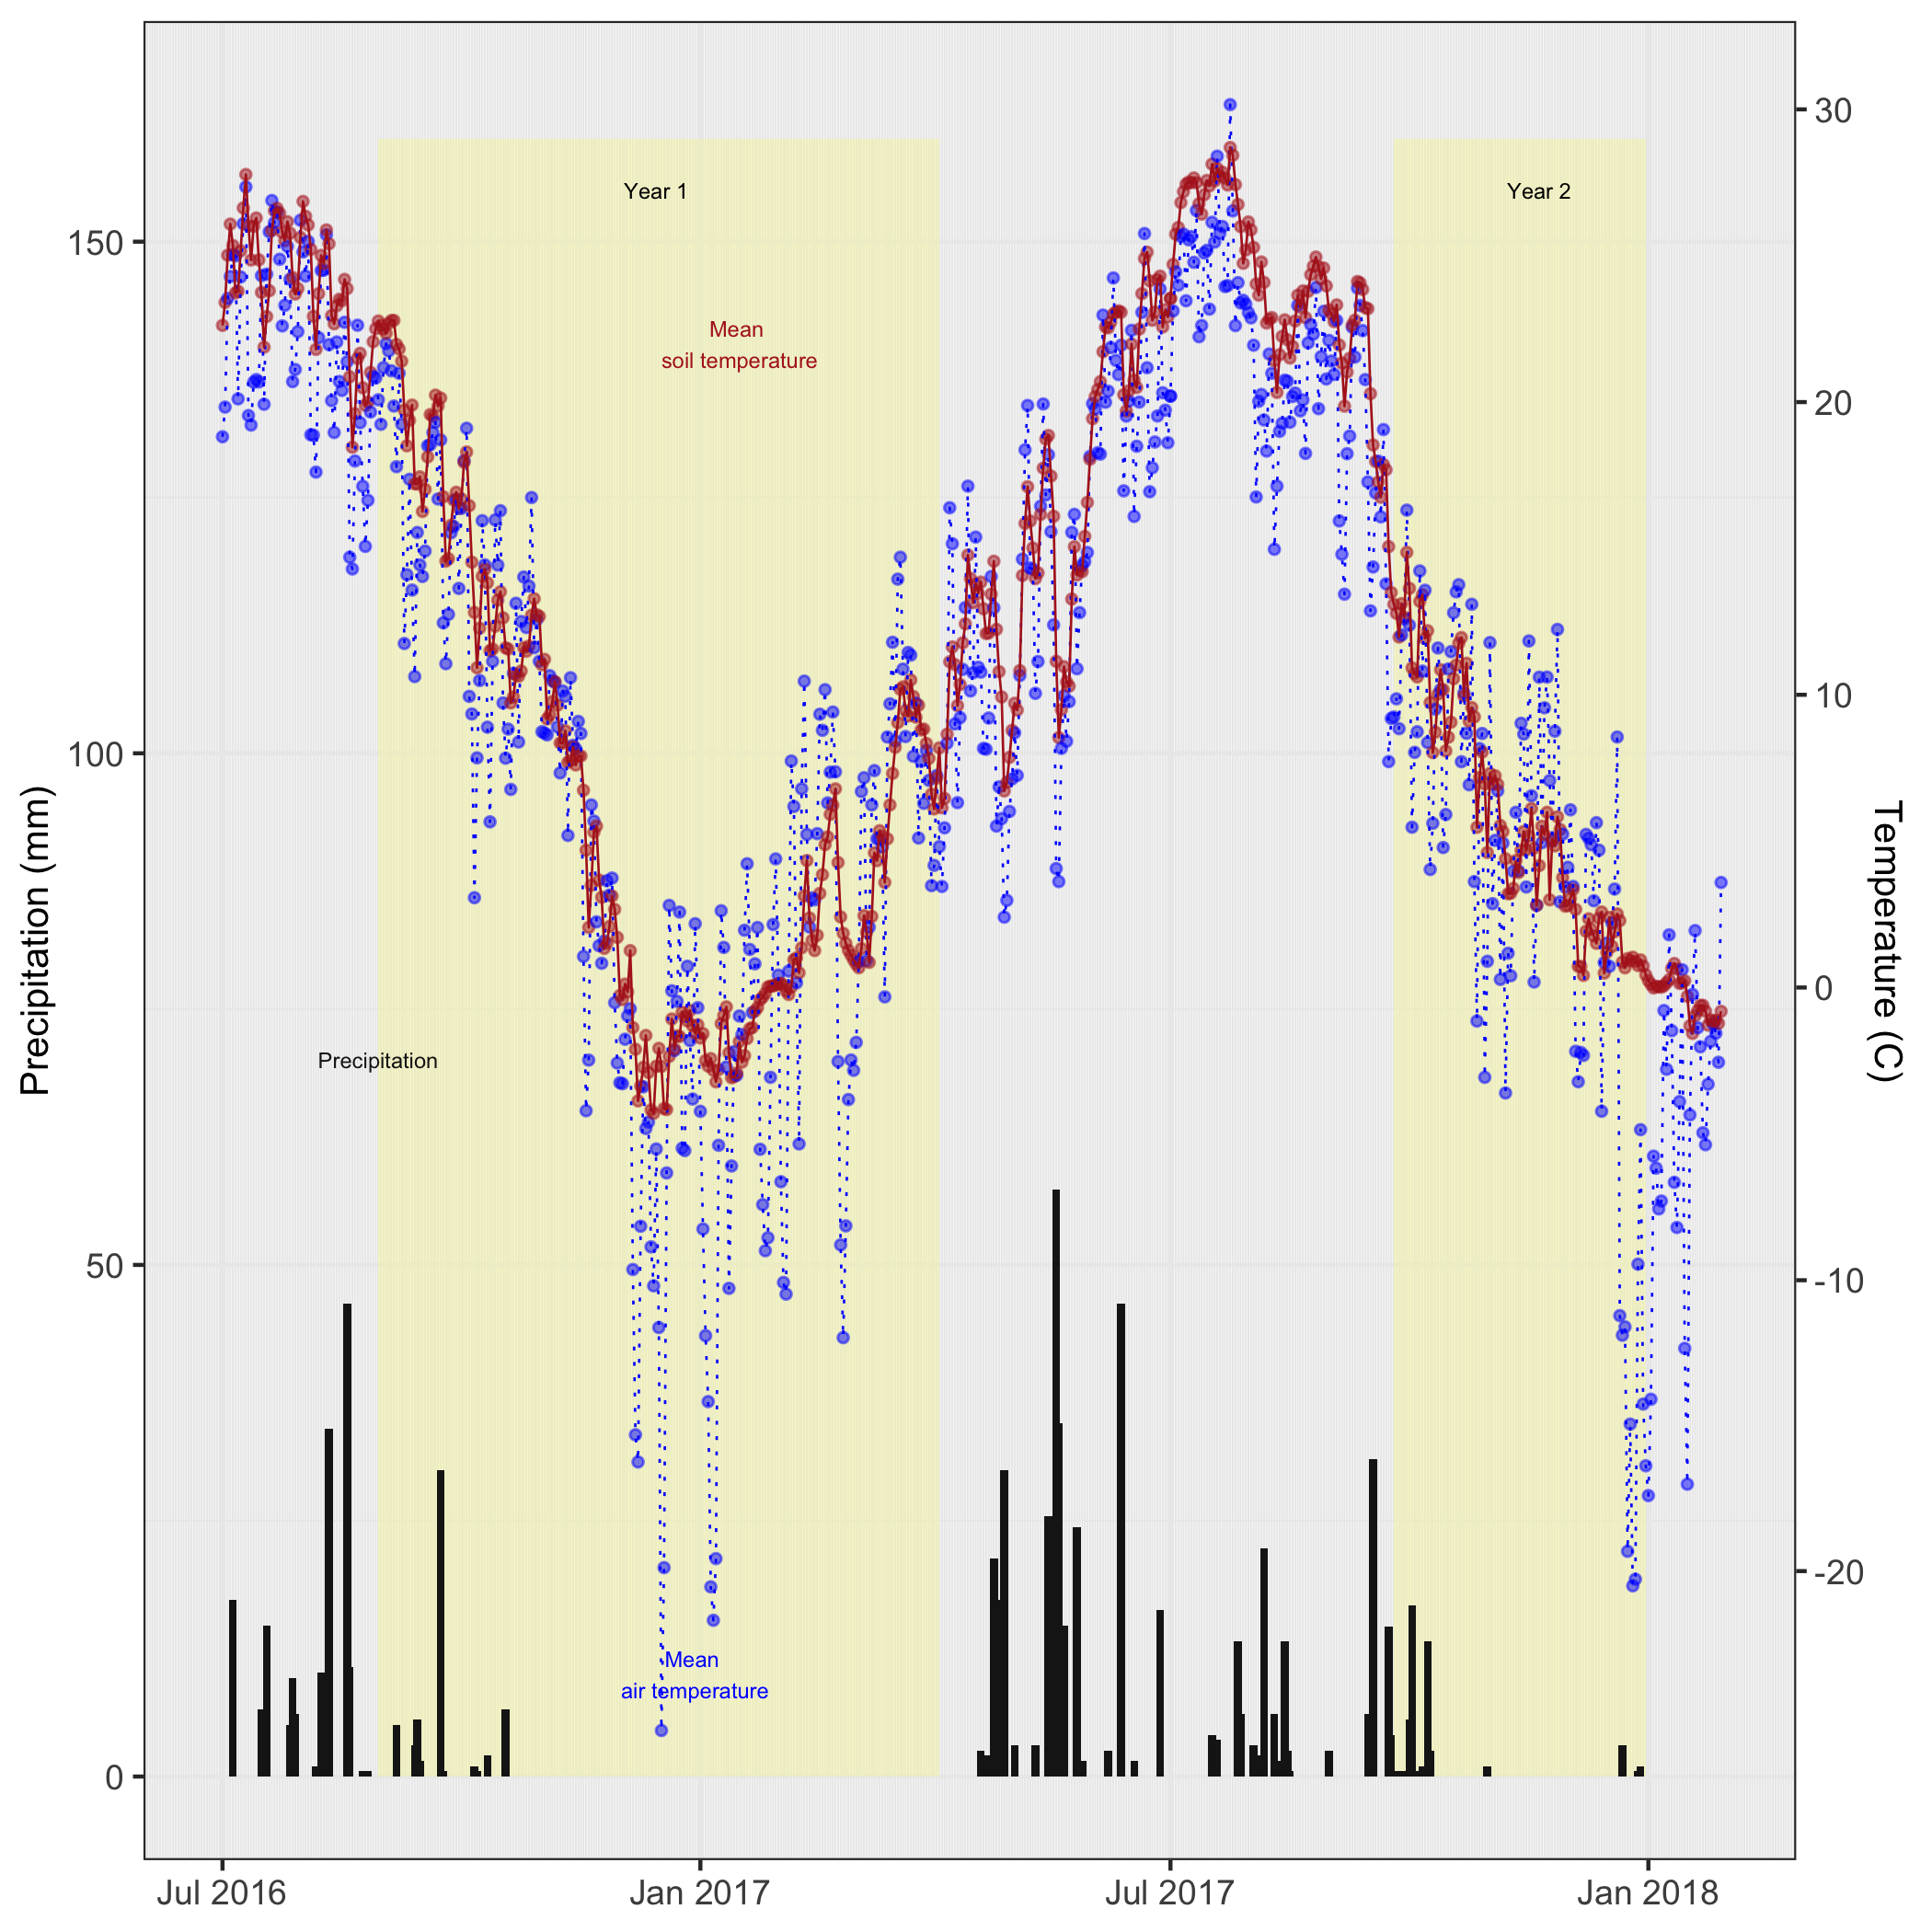 Year 1
Year 2
Mean
soil temperature
Precipitation
Mean
air temperature
Precipitation (mm)
150
100
50
0
Temperature (C)
30
20
10
0
-10
-20
Jul 2016
Jan 2017
Jul 2017
Jan 2018